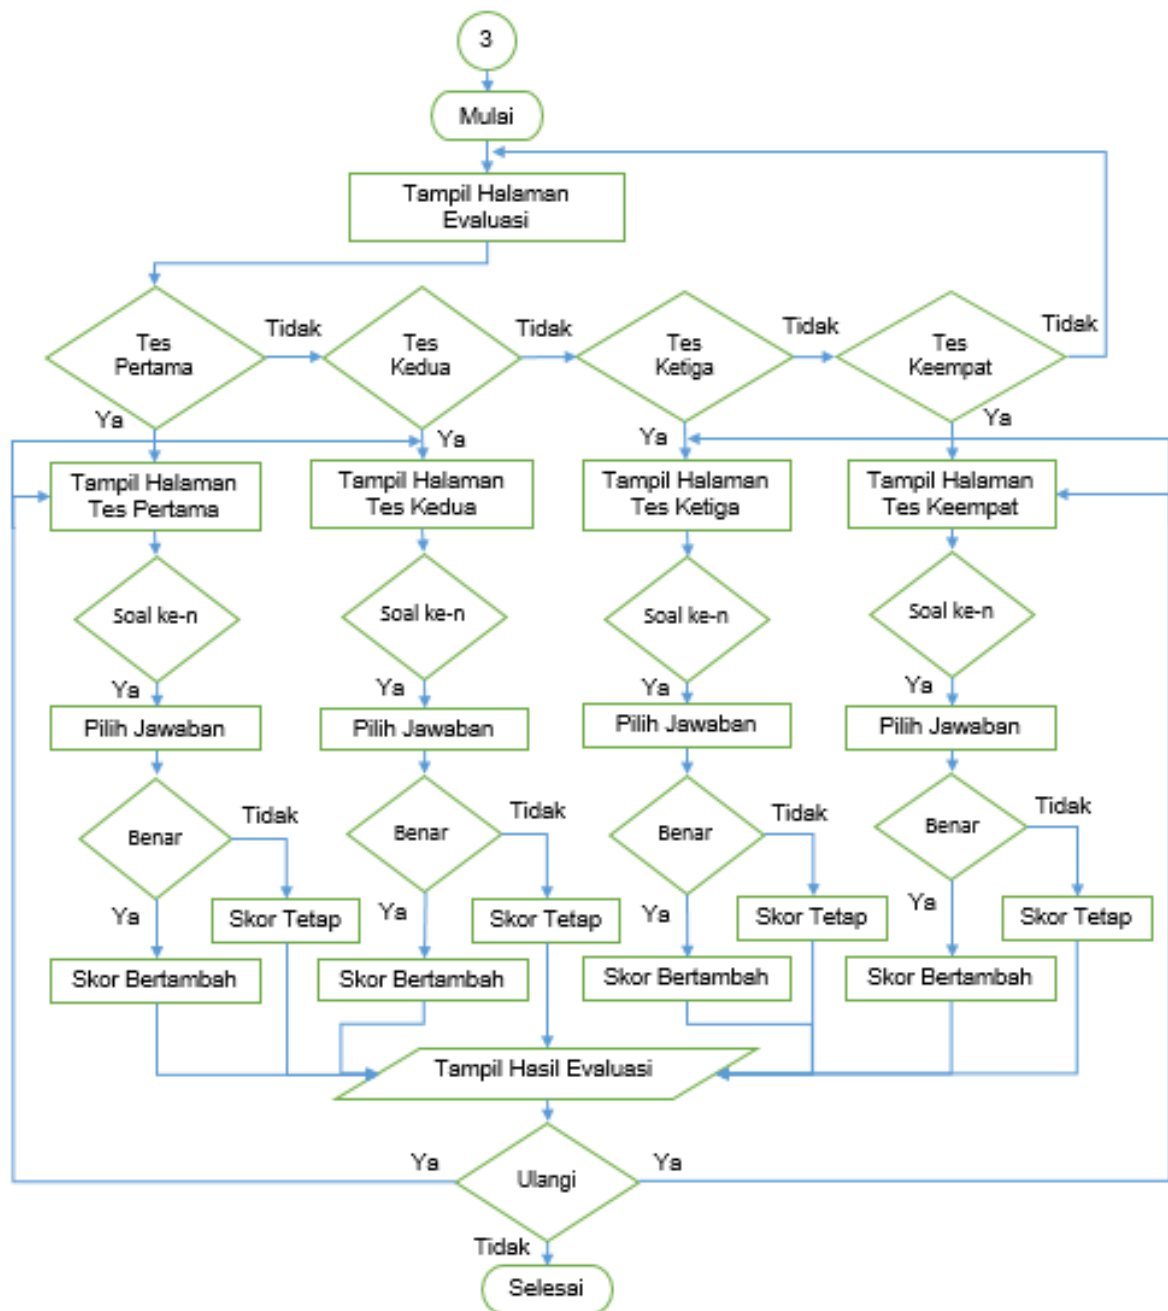 3
Mulai
Tampil Halaman
Evaluasi
Tes
Pertama
Tidak
Tes
Kedua
Tidak
Tes
Ketiga
Tidak
Tes
Keempat
Tidak
Ya
Ya
Ya
Ya
Tampil Halaman
Tes Pertama
Tampil Halaman
Tes Kedua
Tampil Halaman
Tes Ketiga
Tampil Halaman
Tes Keempat
Soal ke-n
Soal ke-n
Soal ke-n
Soal ke-n
Ya
Ya
Ya
Ya
Pilih Jawaban
Pilih Jawaban
Pilih Jawaban
Pilih Jawaban
Benar
Tidak
Benar
Tidak
Benar
Tidak
Benar
Tidak
Ya
Skor Tetap
Ya
Skor Tetap
Ya
Skor Tetap
Ya
Skor Tetap
Skor Bertambah
Skor Bertambah
Skor Bertambah
Skor Bertambah
Tampil Hasil Evaluasi
Ya
Ulangi
Ya
Tidak
Selesai